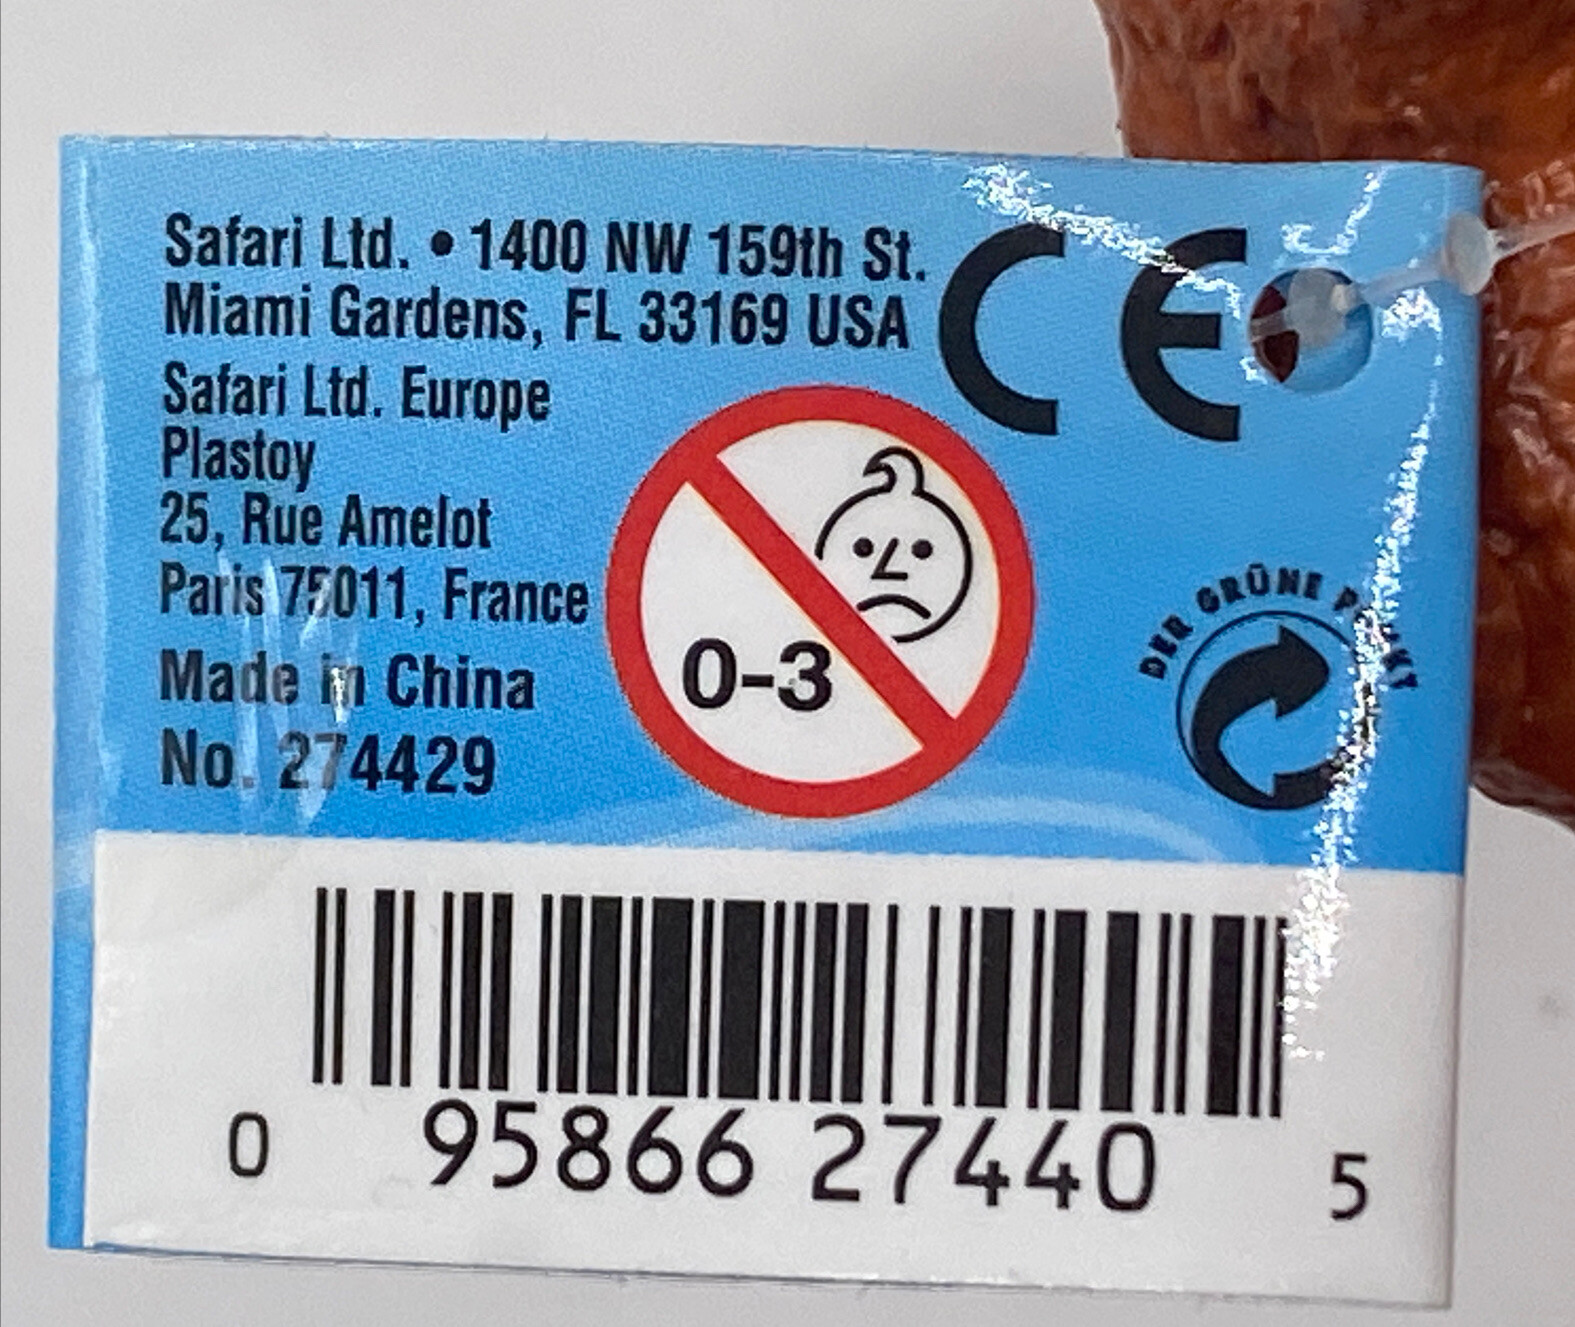 Safari Ltd. • 1400 NW 159th St.
Miami Gardens, FL 33169 USA
Safari Ltd. Europe
Plastoy
25, Rue Amelot
Paris 75011, France
Made in China
No. 274429
CE
0-3
DER GRÜNE PUNKT
0 95866 27440 5